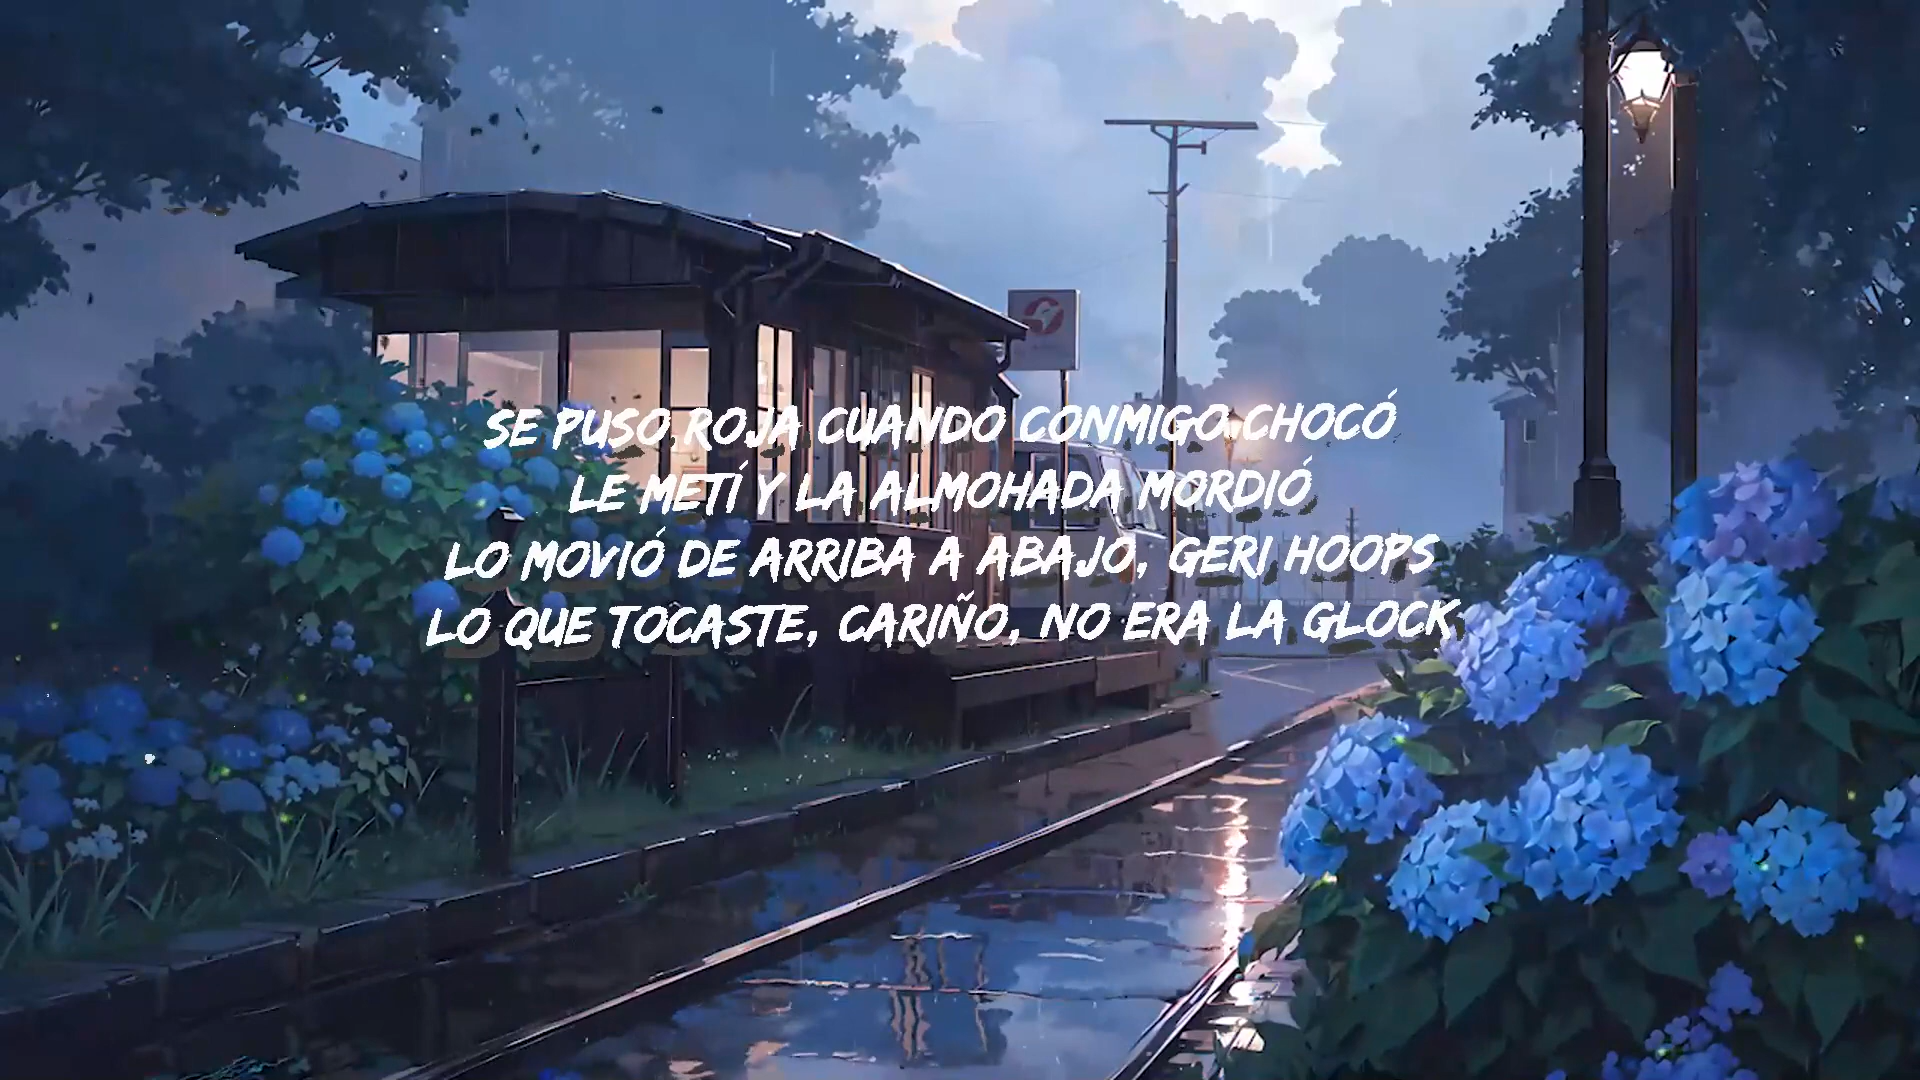 SE PUSO ROJA CUANDO CONMIGO CHOCÓ
LE METÍ Y LA ALMOHADA MORDIÓ
LO MOVIÓ DE ARRIBA A ABAJO, GERI HOOPS
LO QUE TOCASTE, CARIÑO, NO ERA LA GLOCK